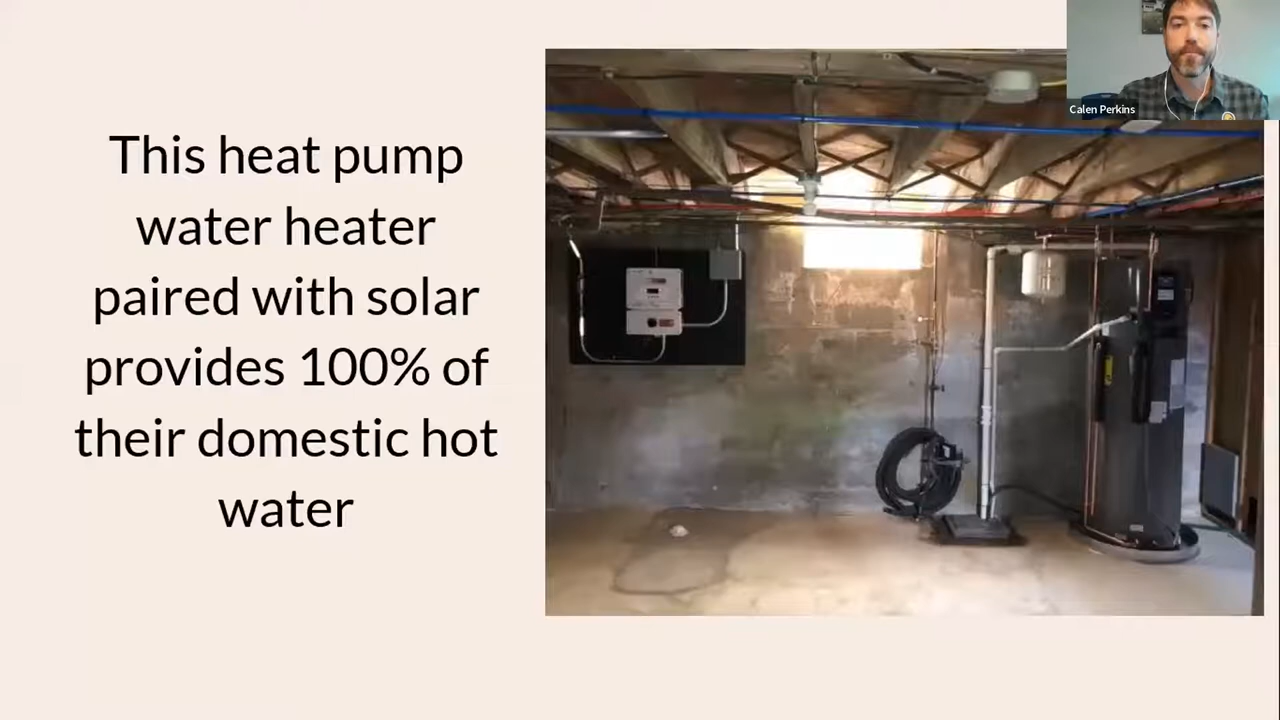 This heat pump
water heater
paired with solar
provides 100% of
their domestic hot
water
Calen Perkins